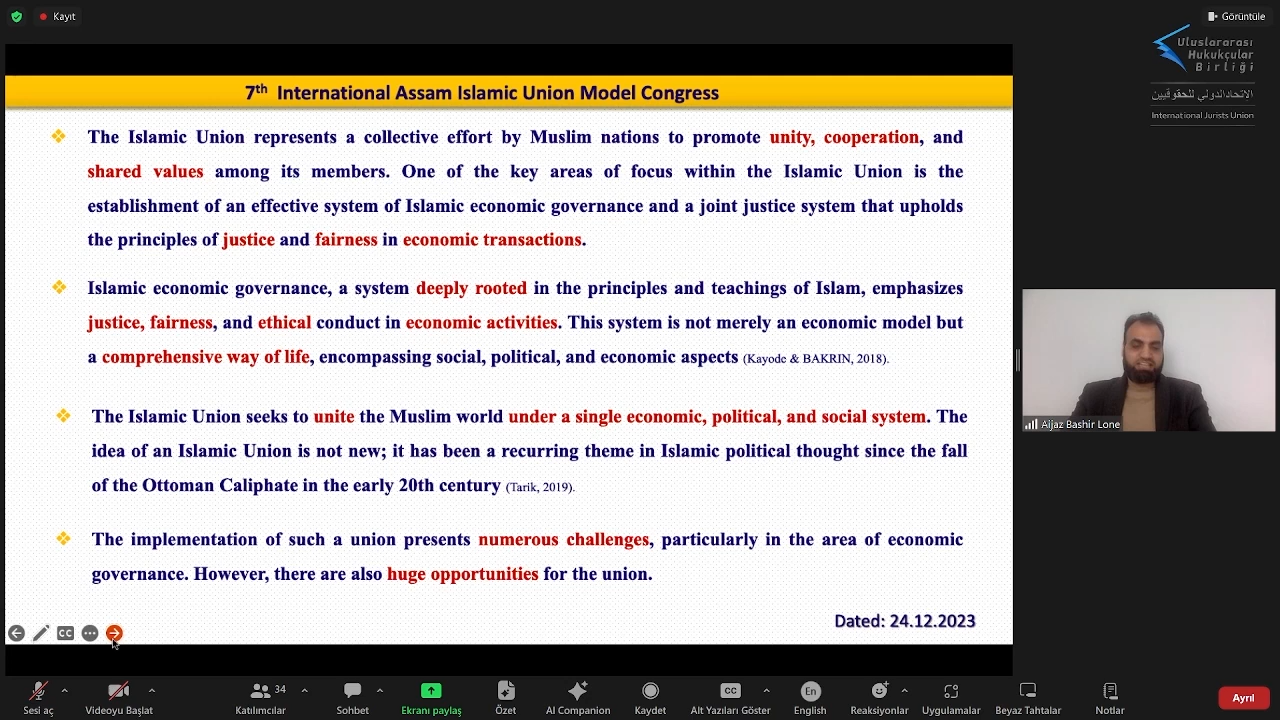 Kayıt
Görüntüle
Uluslararası
Hukukçular
Birliği
الاتحاد الدولي للحقوقيين
International Jurists Union
7th International Assam Islamic Union Model Congress
❖ The Islamic Union represents a collective effort by Muslim nations to promote unity, cooperation, and
shared values among its members. One of the key areas of focus within the Islamic Union is the
establishment of an effective system of Islamic economic governance and a joint justice system that upholds
the principles of justice and fairness in economic transactions.
❖ Islamic economic governance, a system deeply rooted in the principles and teachings of Islam, emphasizes
justice, fairness, and ethical conduct in economic activities. This system is not merely an economic model but
a comprehensive way of life, encompassing social, political, and economic aspects (Kayode & BAKRIN, 2018).
❖ The Islamic Union seeks to unite the Muslim world under a single economic, political, and social system. The
idea of an Islamic Union is not new; it has been a recurring theme in Islamic political thought since the fall
of the Ottoman Caliphate in the early 20th century (Tarik, 2019).
❖ The implementation of such a union presents numerous challenges, particularly in the area of economic
governance. However, there are also huge opportunities for the union.
Dated: 24.12.2023
CC
Aijaz Bashir Lone
34
CC
En
Sesi aç
Videoyu Başlat
Katılımcılar
Sohbet
Ekranı paylaş
Özet
AI Companion
Kaydet
Alt Yazıları Göster
English
Reaksiyonlar
Uygulamalar
Beyaz Tahtalar
Notlar
Ayrıl